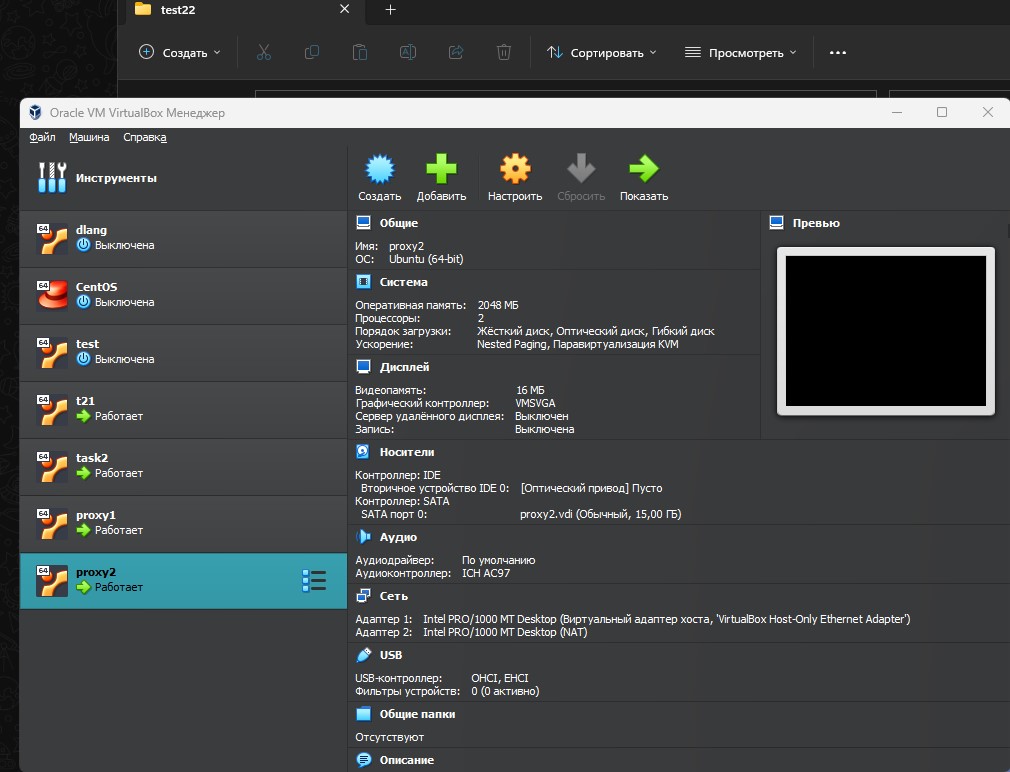 test22
Создать
Сортировать
Просмотреть
Oracle VM VirtualBox Менеджер
Файл Машина Справка
Инструменты
Создать Добавить Настроить Сбросить Показать
64 dlang
Выключена
64 CentOS
Выключена
64 test
Выключена
64 t21
Работает
64 task2
Работает
64 proxy1
Работает
64 proxy2
Работает
Общие
Имя: proxy2
ОС: Ubuntu (64-bit)
Система
Оперативная память: 2048 МБ
Процессоры: 2
Порядок загрузки: Жёсткий диск, Оптический диск, Гибкий диск
Ускорение: Nested Paging, Паравиртуализация KVM
Дисплей
Видеопамять: 16 МБ
Графический контроллер: VMSVGA
Сервер удалённого дисплея: Выключен
Запись: Выключена
Превью
Носители
Контроллер: IDE
Вторичное устройство IDE 0: [Оптический привод] Пусто
Контроллер: SATA
SATA порт 0: proxy2.vdi (Обычный, 15,00 ГБ)
Аудио
Аудиодрайвер: По умолчанию
Аудиоконтроллер: ICH AC97
Сеть
Адаптер 1: Intel PRO/1000 MT Desktop (Виртуальный адаптер хоста, 'VirtualBox Host-Only Ethernet Adapter')
Адаптер 2: Intel PRO/1000 MT Desktop (NAT)
USB
USB-контроллер: OHCI, EHCI
Фильтры устройств: 0 (0 активно)
Общие папки
Отсутствуют
Описание